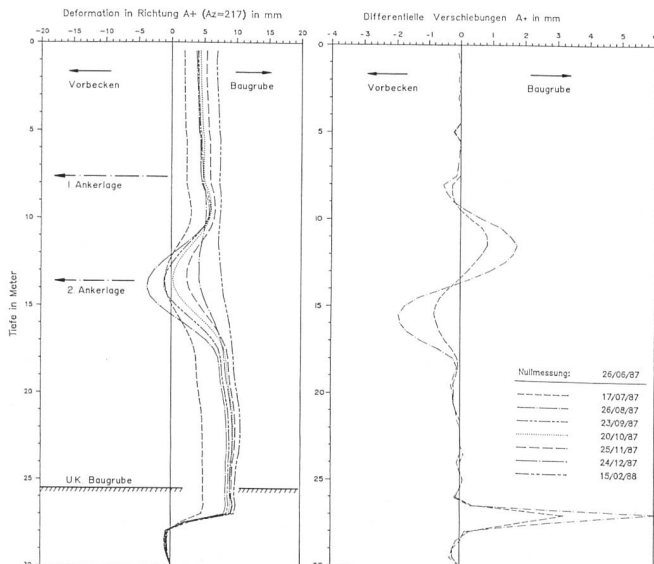 Deformation in Richtung A+ (Az=217) in mm
-20 -15 -10 -5 0 5 10 15 20
Vorbecken
Baugrube
5
1. Ankerlage
10
2. Ankerlage
15
Tiefe in Meter
20
UK Baugrube
25
Differentielle Verschiebungen A+ in mm
-4 -3 -2 -1 0 1 2 3 4 5 6
0
Vorbecken
Baugrube
5
10
15
20
25
Nullmessung: 26/06/87
17/07/87
26/08/87
23/09/87
20/10/87
25/11/87
24/12/87
15/02/88